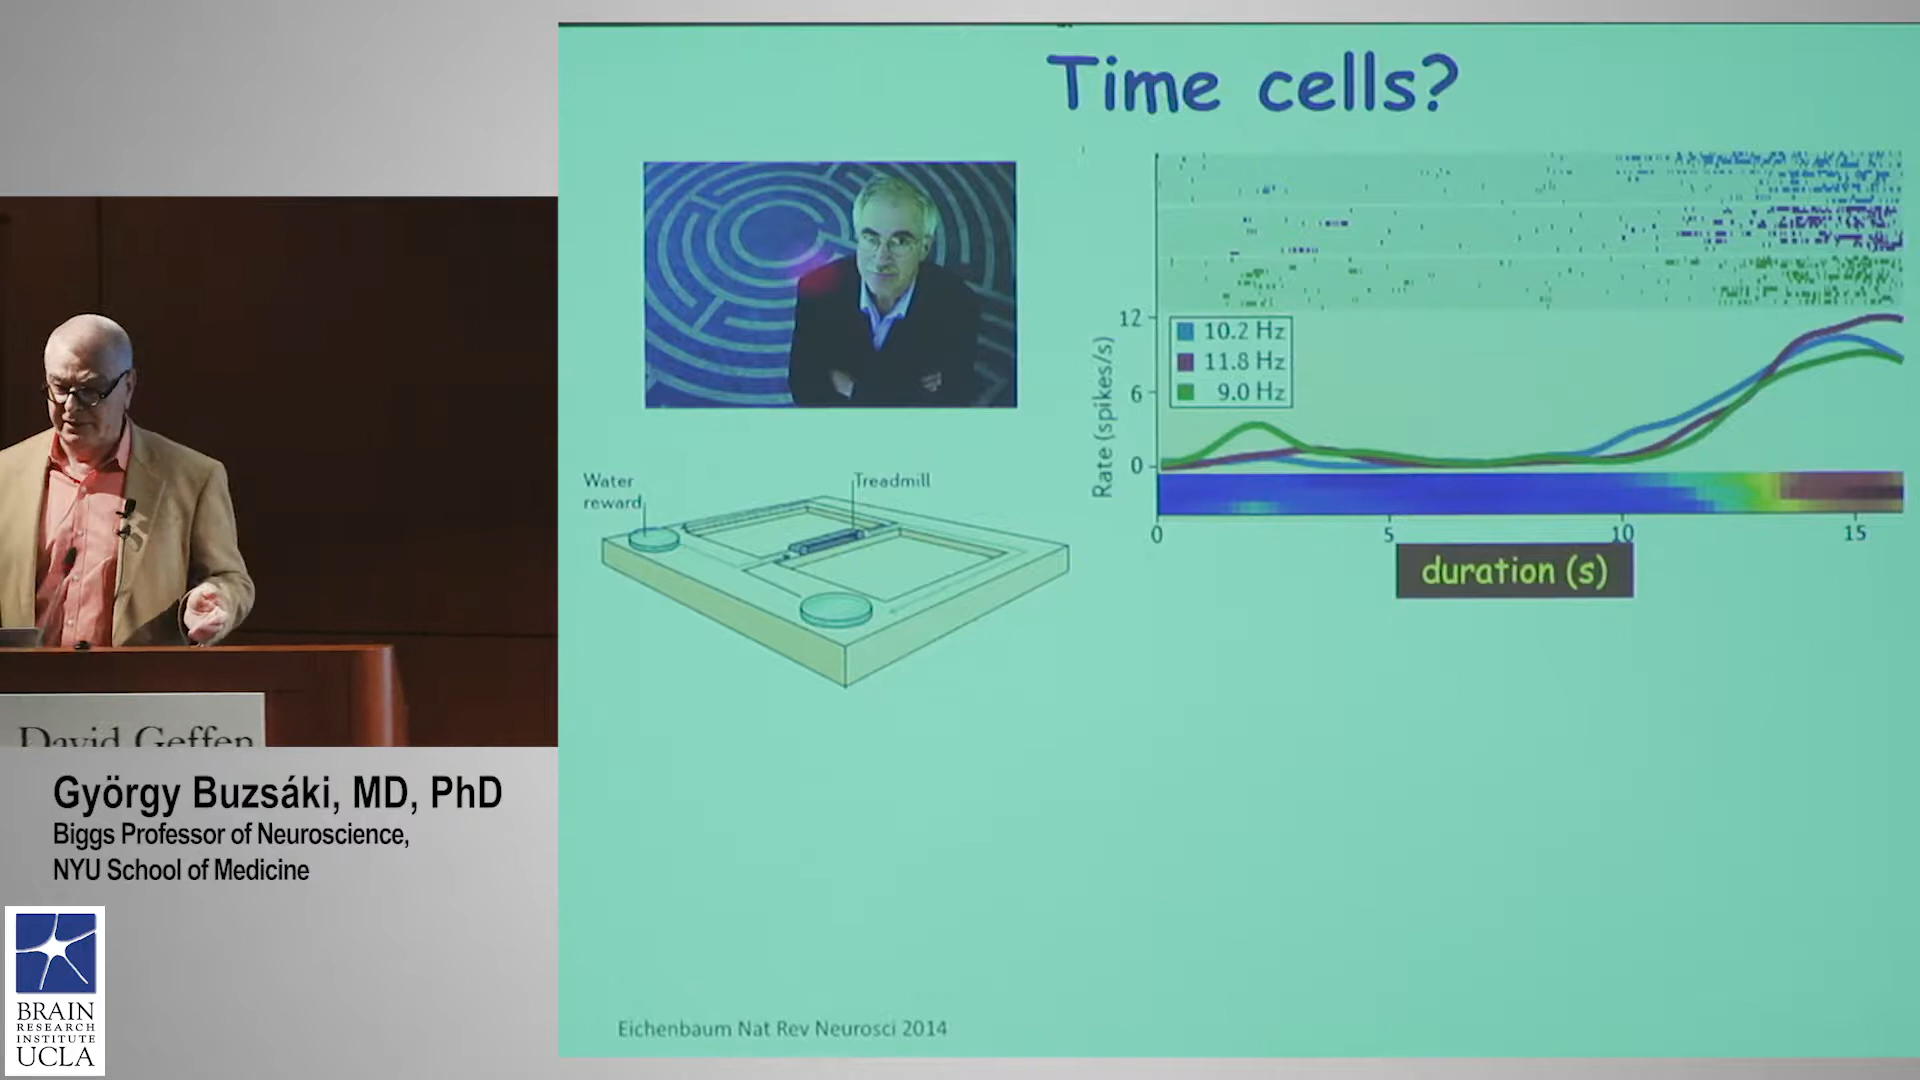 Time cells?
12
6
0
Rate (spikes/s)
10.2 Hz
11.8 Hz
9.0 Hz
0
5
10
15
duration (s)
Water
reward
Treadmill
Eichenbaum Nat Rev Neurosci 2014
David Geffen
György Buzsáki, MD, PhD
Biggs Professor of Neuroscience,
NYU School of Medicine
BRAIN
RESEARCH
INSTITUTE
UCLA